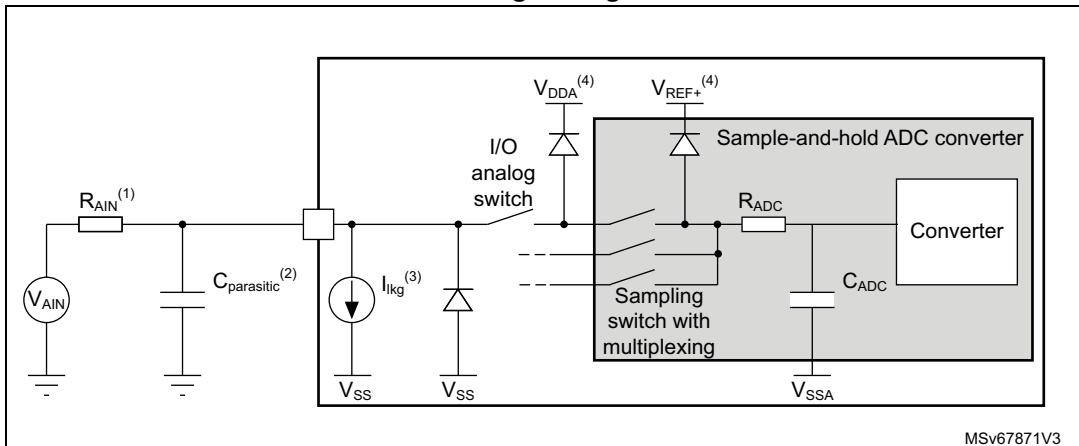 V_DDA^(4)
V_REF+^(4)
Sample-and-hold ADC converter
I/O
analog
switch
R_AIN^(1)
R_ADC
Converter
C_parasitic^(2)
I_lkg^(3)
C_ADC
V_AIN
Sampling
switch with
multiplexing
V_SS
V_SS
V_SSA
MSv67871V3